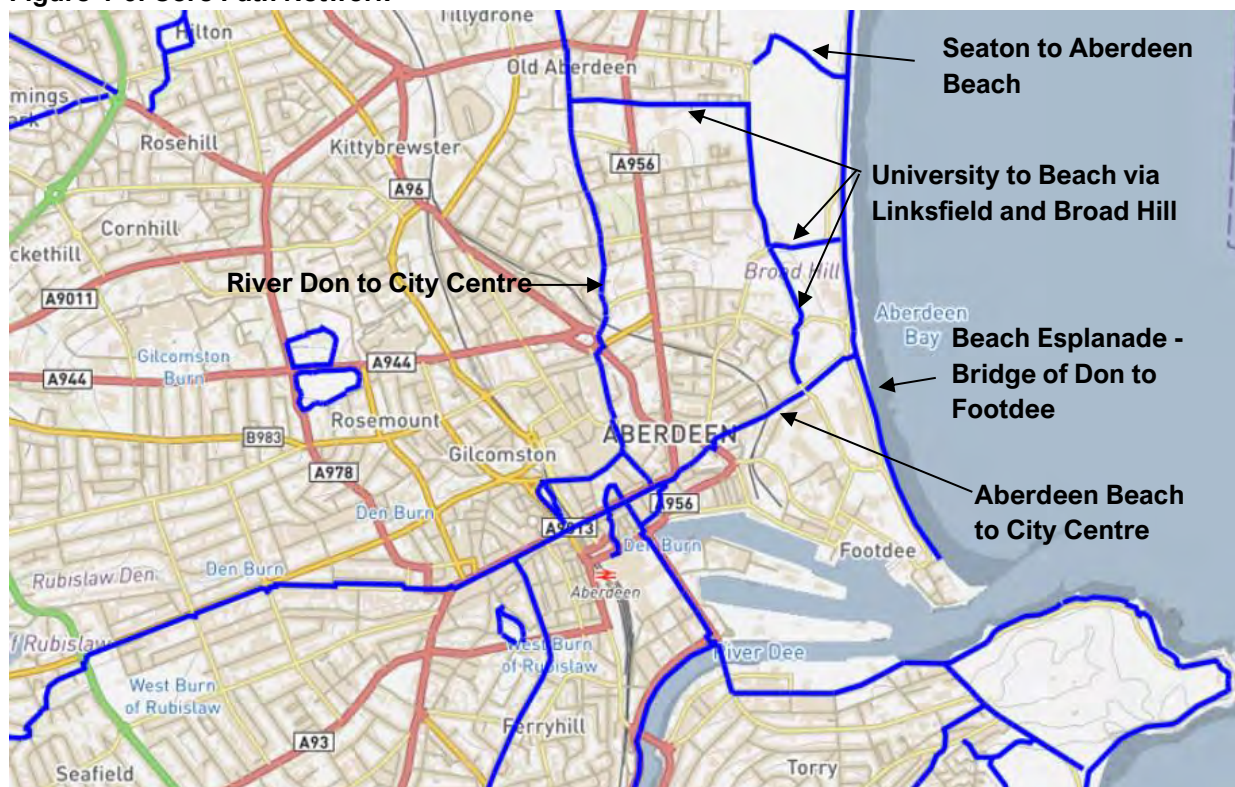 Tillydrone
Hilton
Old Aberdeen
Seaton to Aberdeen
Beach
Rosehill
Kittybrewster
A956
A96
University to Beach via
Linksfield and Broad Hill
Cornhill
ckethill
River Don to City Centre
Broad Hill
A9011
Aberdeen
Bay
Beach Esplanade -
Bridge of Don to
Footdee
Gilcomston
Burn
A944
A944
Rosemount
B983
ABERDEEN
Gilcomston
A978
A956
Aberdeen Beach
to City Centre
Den Burn
A9013
Den Burn
Footdee
Rubislaw Den
Den Burn
Aberdeen
f Rubislaw
West Burn
of Rubislaw
River Dee
West Burn
of Rubislaw
Ferryhill
A93
Seafield
Torry